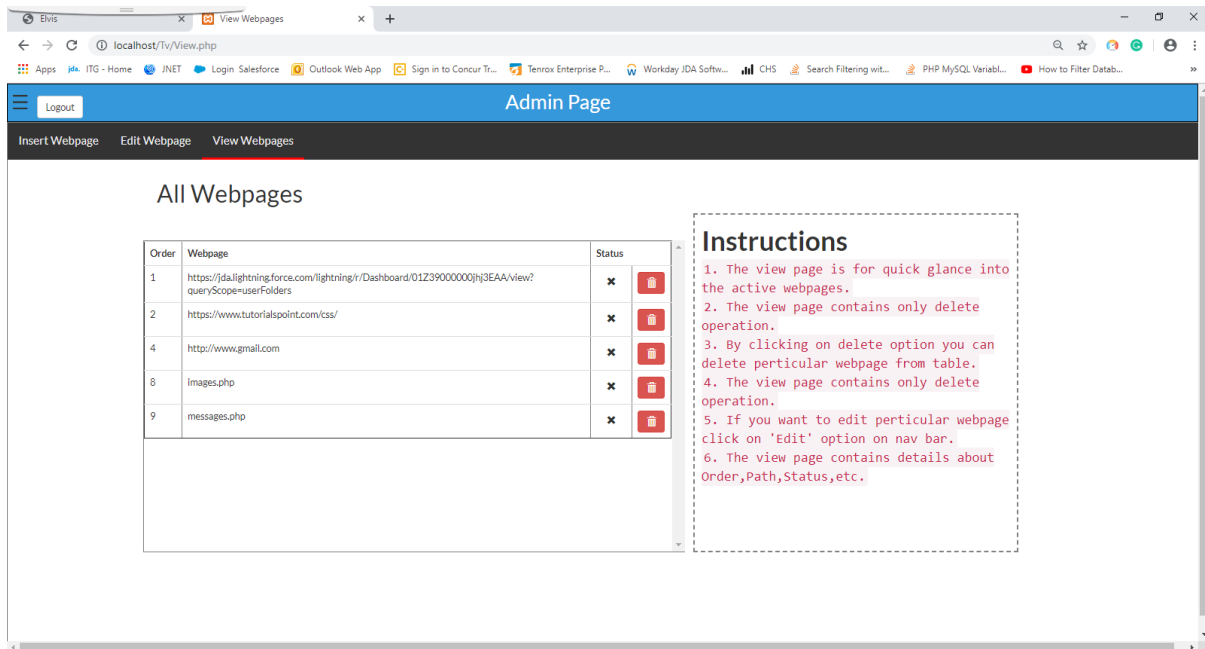 Elvis
View Webpages
localhost/Tv/View.php
Apps jda. ITG - Home JNET Login Salesforce Outlook Web App Sign in to Concur Tr... Tenrox Enterprise P... Workday JDA Softw... CHS Search Filtering wit... PHP MySQL Variabl... How to Filter Datab... »
Logout
Admin Page
Insert Webpage Edit Webpage View Webpages
All Webpages
Order Webpage Status
1 https://jda.lightning.force.com/lightning/r/Dashboard/01Z39000000jhj3EAA/view?
queryScope=userFolders
2 https://www.tutorialspoint.com/css/
4 http://www.gmail.com
8 images.php
9 messages.php
Instructions
1. The view page is for quick glance into
the active webpages.
2. The view page contains only delete
operation.
3. By clicking on delete option you can
delete perticular webpage from table.
4. The view page contains only delete
operation.
5. If you want to edit perticular webpage
click on 'Edit' option on nav bar.
6. The view page contains details about
Order,Path,Status,etc.